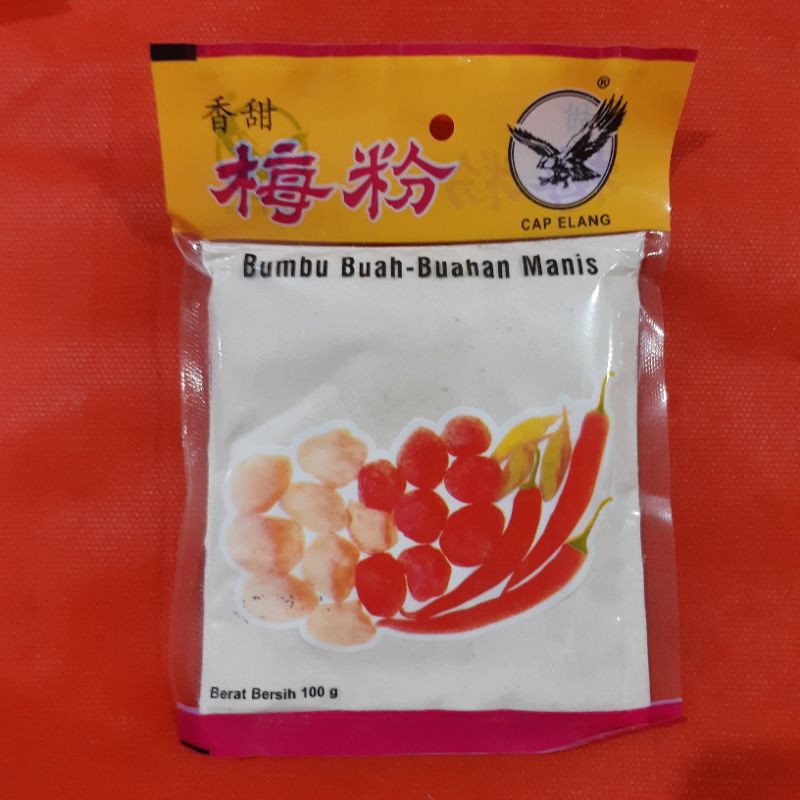 香甜
梅粉
®
CAP ELANG
Bumbu Buah-Buahan Manis
Berat Bersih 100 g